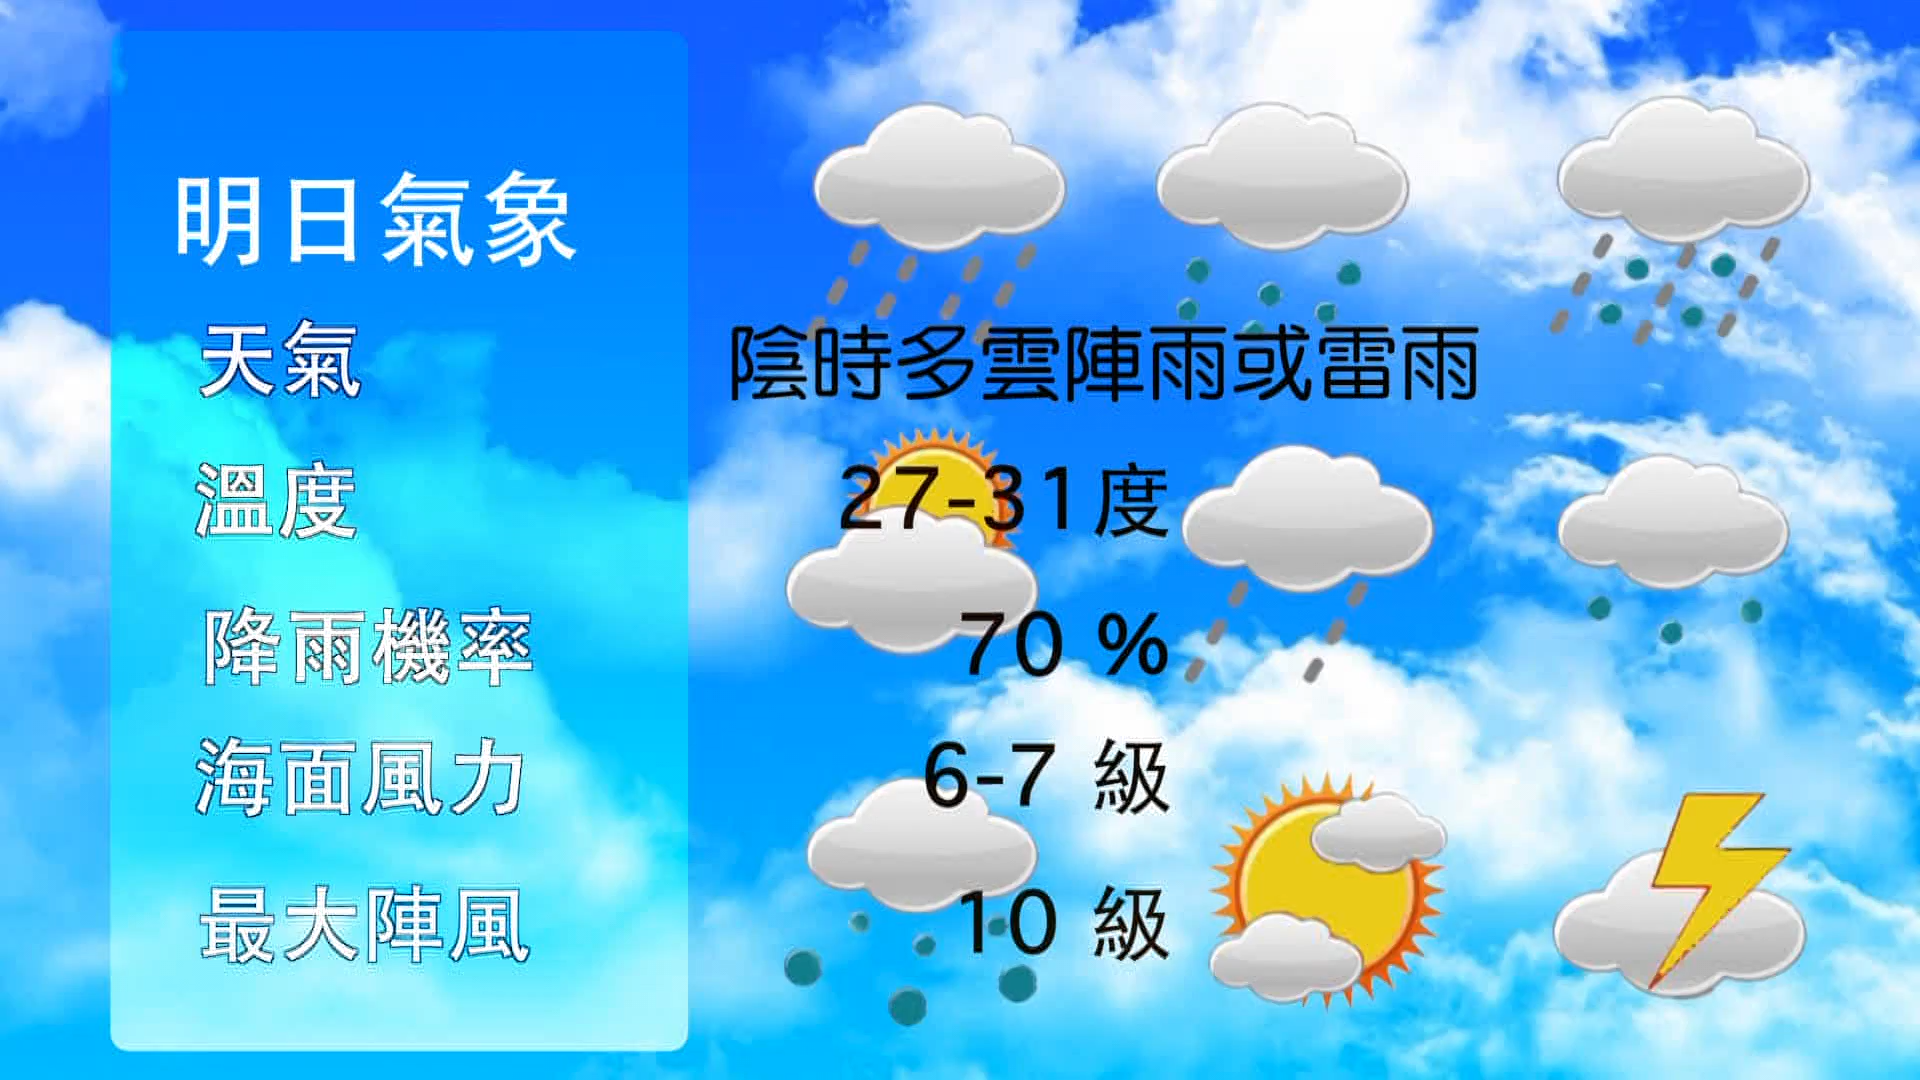 明日氣象
天氣 陰時多雲陣雨或雷雨
溫度 27-31度
降雨機率 70 %
海面風力 6-7 級
最大陣風 10 級